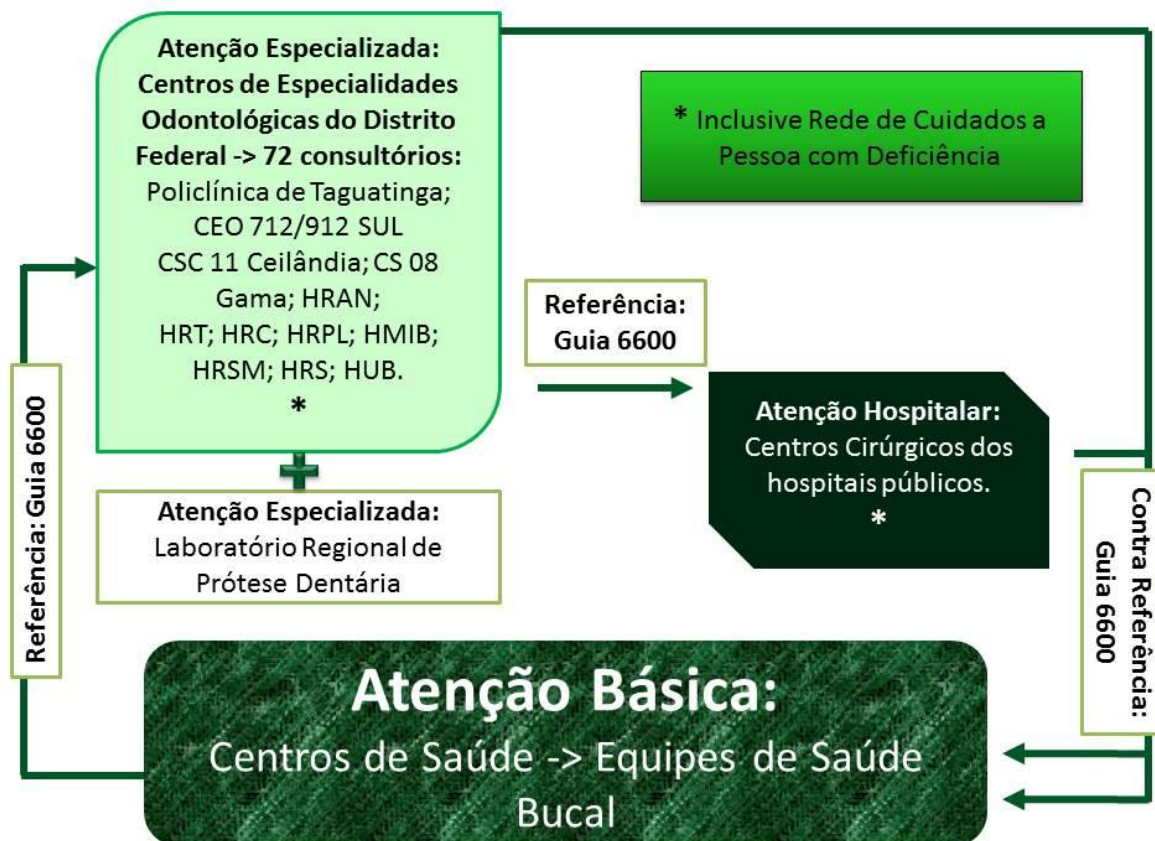 Atenção Especializada:
Centros de Especialidades
Odontológicas do Distrito
Federal -> 72 consultórios:
Policlínica de Taguatinga;
CEO 712/912 SUL
CSC 11 Ceilândia; CS 08
Gama; HRAN;
HRT; HRC; HRPL; HMIB;
HRSM; HRS; HUB.
*
* Inclusive Rede de Cuidados a
Pessoa com Deficiência
Referência:
Guia 6600
Atenção Hospitalar:
Centros Cirúrgicos dos
hospitais públicos.
*
Atenção Especializada:
Laboratório Regional de
Prótese Dentária
Referência: Guia 6600
Contra Referência:
Guia 6600
Atenção Básica:
Centros de Saúde -> Equipes de Saúde
Bucal